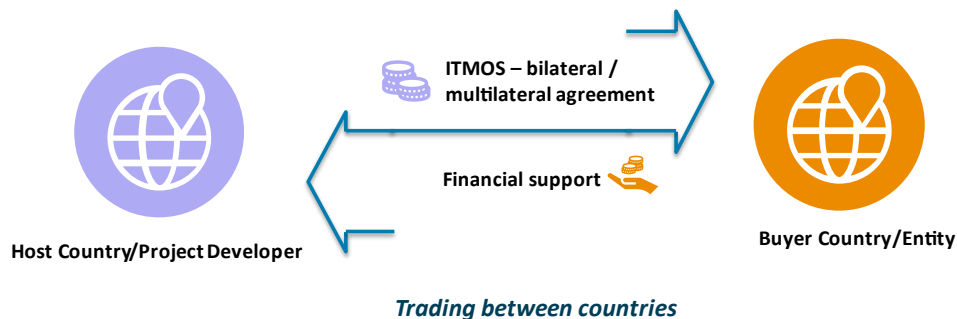 ITMOS – bilateral /
multilateral agreement
Financial support
Host Country/Project Developer
Buyer Country/Entity
Trading between countries